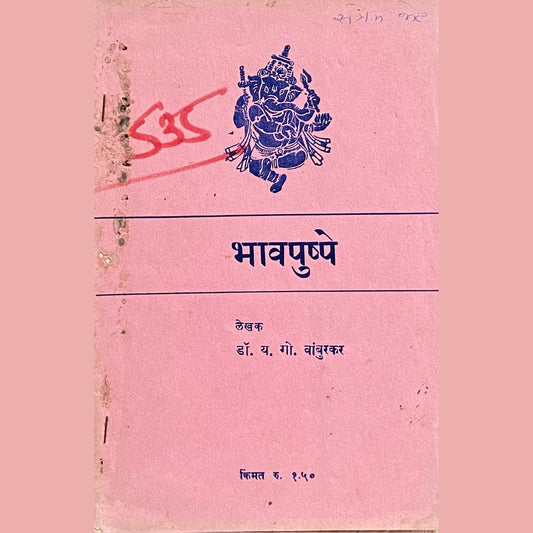 535
भावपुष्पे
लेखक
डॉ. य. गो. वांबुरकर
किंमत रु. १.५०